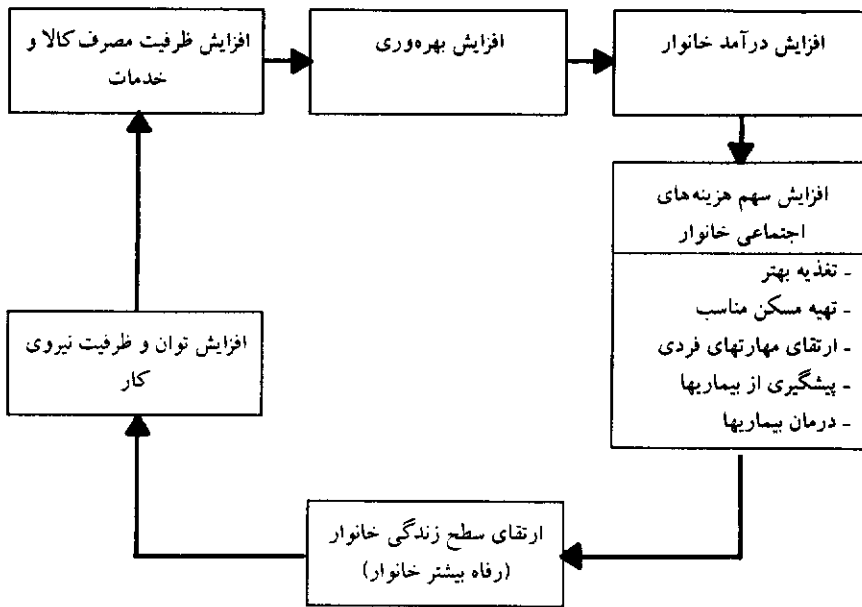 افزایش درآمد خانوار
افزایش بهره‌وری
افزایش ظرفیت مصرف کالا و
خدمات
افزایش سهم هزینه‌های
اجتماعی خانوار
- تغذیه بهتر
- تهیه مسکن مناسب
- ارتقای مهارتهای فردی
- پیشگیری از بیماریها
- درمان بیماریها
افزایش توان و ظرفیت نیروی
کار
ارتقای سطح زندگی خانوار
(رفاه بیشتر خانوار)